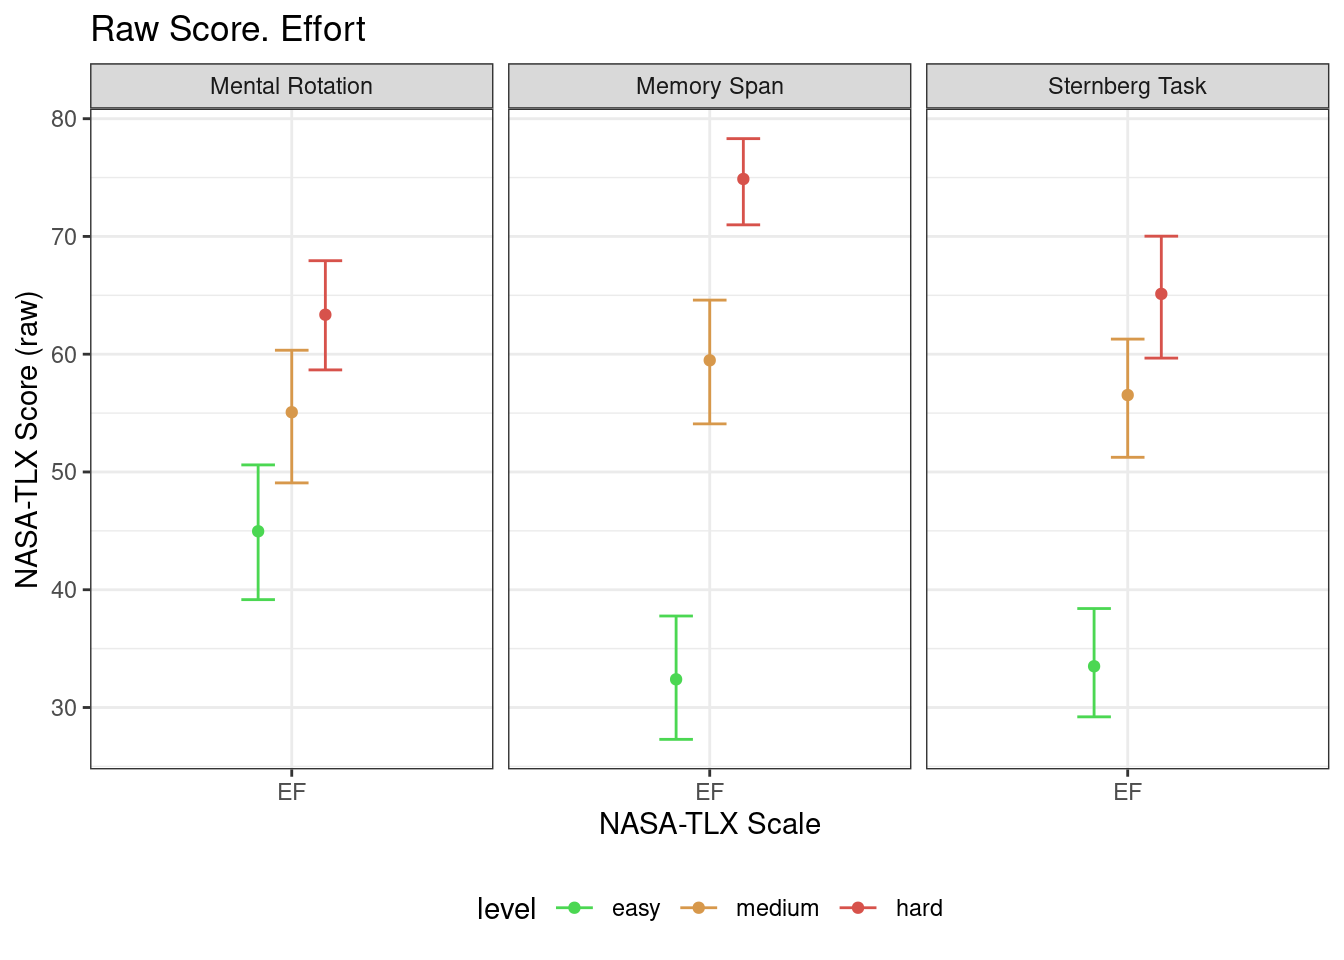 Raw Score. Effort
Mental Rotation
Memory Span
Sternberg Task
NASA-TLX Score (raw)
80
70
60
50
40
30
EF
EF
EF
NASA-TLX Scale
level easy medium hard